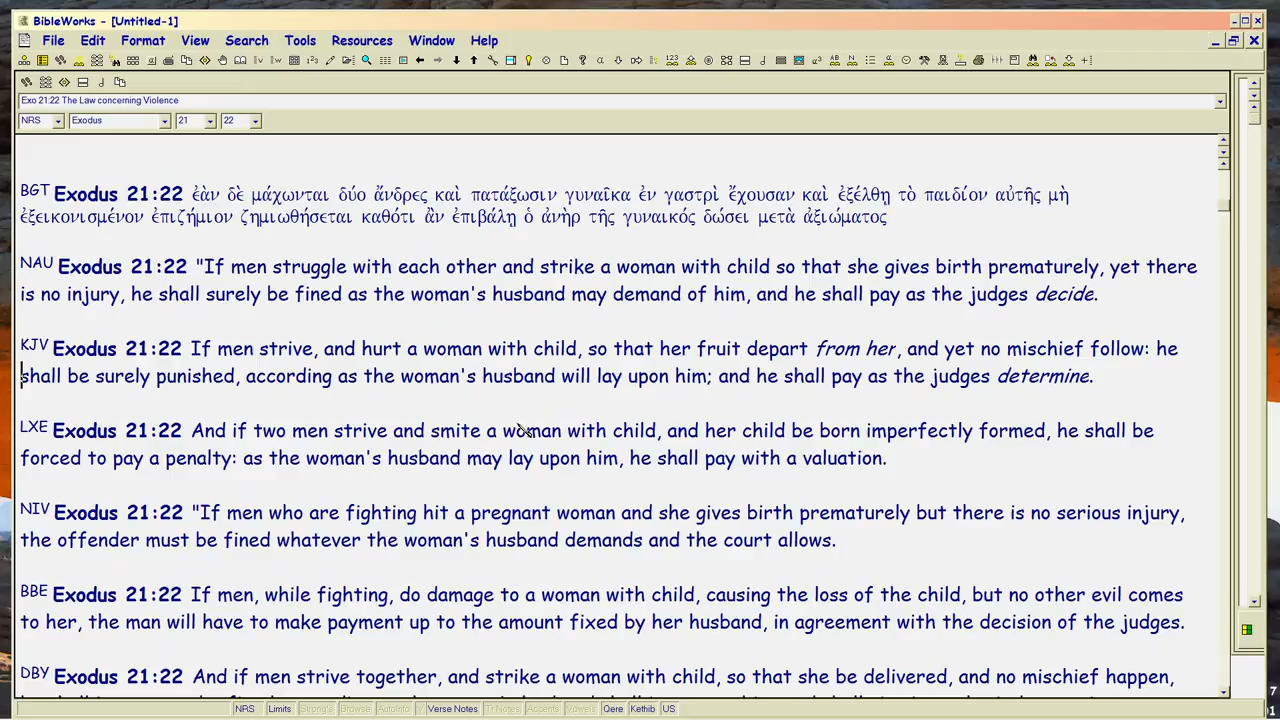 BibleWorks - [Untitled-1]
File Edit Format View Search Tools Resources Window Help
Exo 21:22 The Law concerning Violence
NRS Exodus 21 22
BGT Exodus 21:22 ἐὰν δὲ μάχωνται δύο ἄνδρες καὶ πατάξωσιν γυναῖκα ἐν γαστρὶ ἔχουσαν καὶ ἐξέλθῃ τὸ παιδίον αὐτῆς μὴ
ἐξεικονισμένον ἐπιζήμιον ζημιωθήσεται καθότι ἂν ἐπιβάλῃ ὁ ἀνὴρ τῆς γυναικός δώσει μετὰ ἀξιώματος
NAU Exodus 21:22 "If men struggle with each other and strike a woman with child so that she gives birth prematurely, yet there
is no injury, he shall surely be fined as the woman's husband may demand of him, and he shall pay as the judges decide.
KJV Exodus 21:22 If men strive, and hurt a woman with child, so that her fruit depart from her, and yet no mischief follow: he
shall be surely punished, according as the woman's husband will lay upon him; and he shall pay as the judges determine.
LXE Exodus 21:22 And if two men strive and smite a woman with child, and her child be born imperfectly formed, he shall be
forced to pay a penalty: as the woman's husband may lay upon him, he shall pay with a valuation.
NIV Exodus 21:22 "If men who are fighting hit a pregnant woman and she gives birth prematurely but there is no serious injury,
the offender must be fined whatever the woman's husband demands and the court allows.
BBE Exodus 21:22 If men, while fighting, do damage to a woman with child, causing the loss of the child, but no other evil comes
to her, the man will have to make payment up to the amount fixed by her husband, in agreement with the decision of the judges.
DBY Exodus 21:22 And if men strive together, and strike a woman with child, so that she be delivered, and no mischief happen,
NRS Limits Strong's Browse AutoInfo Verse Notes Tr Notes Accents Vowels Qere Kethib US